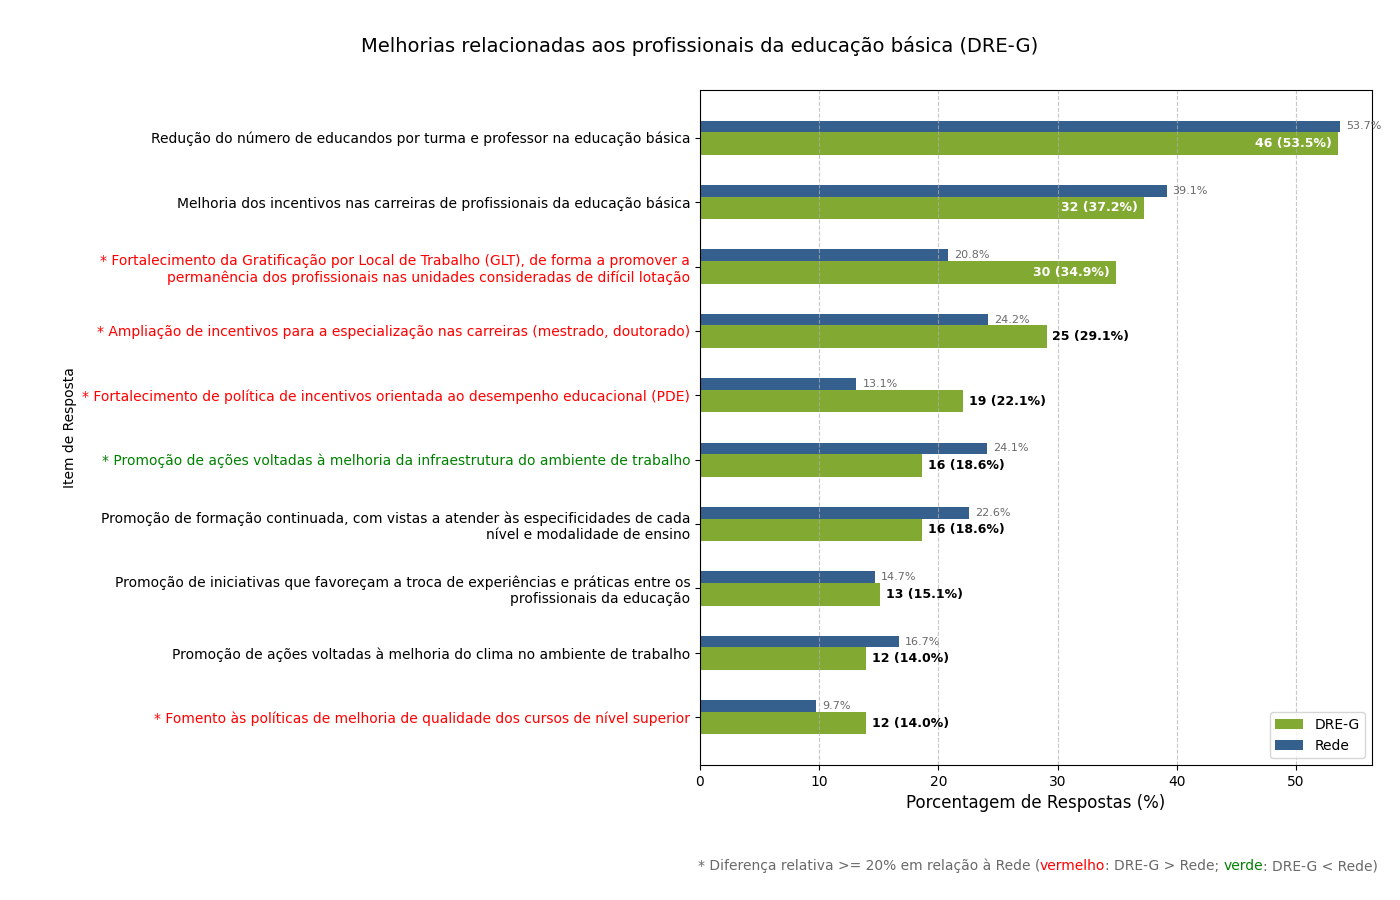 Melhorias relacionadas aos profissionais da educação básica (DRE-G)
Item de Resposta
Redução do número de educandos por turma e professor na educação básica
53.7%
46 (53.5%)
Melhoria dos incentivos nas carreiras de profissionais da educação básica
39.1%
32 (37.2%)
* Fortalecimento da Gratificação por Local de Trabalho (GLT), de forma a promover a
permanência dos profissionais nas unidades consideradas de difícil lotação
20.8%
30 (34.9%)
* Ampliação de incentivos para a especialização nas carreiras (mestrado, doutorado)
24.2%
25 (29.1%)
* Fortalecimento de política de incentivos orientada ao desempenho educacional (PDE)
13.1%
19 (22.1%)
* Promoção de ações voltadas à melhoria da infraestrutura do ambiente de trabalho
24.1%
16 (18.6%)
Promoção de formação continuada, com vistas a atender às especificidades de cada
nível e modalidade de ensino
22.6%
16 (18.6%)
Promoção de iniciativas que favoreçam a troca de experiências e práticas entre os
profissionais da educação
14.7%
13 (15.1%)
Promoção de ações voltadas à melhoria do clima no ambiente de trabalho
16.7%
12 (14.0%)
* Fomento às políticas de melhoria de qualidade dos cursos de nível superior
9.7%
12 (14.0%)
DRE-G
Rede
0 10 20 30 40 50
Porcentagem de Respostas (%)
* Diferença relativa >= 20% em relação à Rede (vermelho: DRE-G > Rede; verde: DRE-G < Rede)